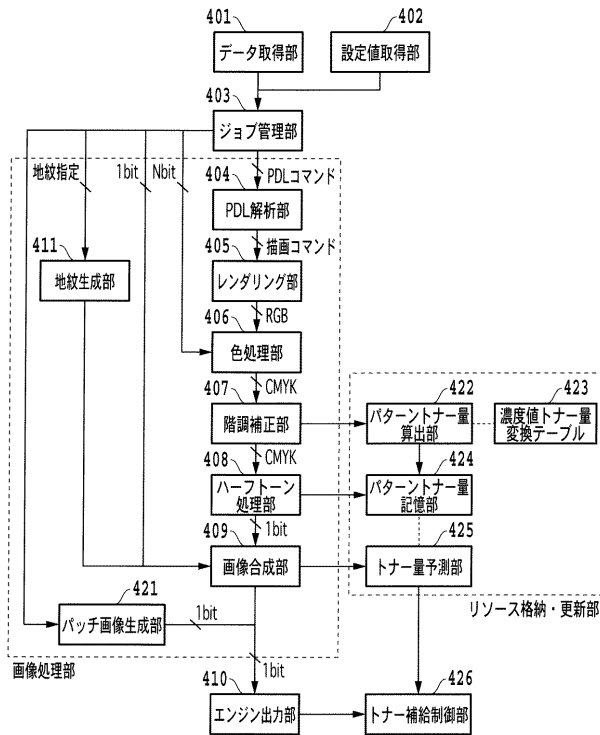 401
402
データ取得部
設定値取得部
403
ジョブ管理部
地紋指定
1bit
Nbit
PDLコマンド
404
PDL解析部
411
405
描画コマンド
地紋生成部
レンダリング部
406
RGB
色処理部
407
CMYK
422
423
階調補正部
パターントナー量
算出部
濃度値トナー量
変換テーブル
408
CMYK
424
ハーフトーン
処理部
パターントナー量
記憶部
409
1bit
425
画像合成部
トナー量予測部
421
リソース格納・更新部
パッチ画像生成部
1bit
画像処理部
1bit
410
426
エンジン出力部
トナー補給制御部